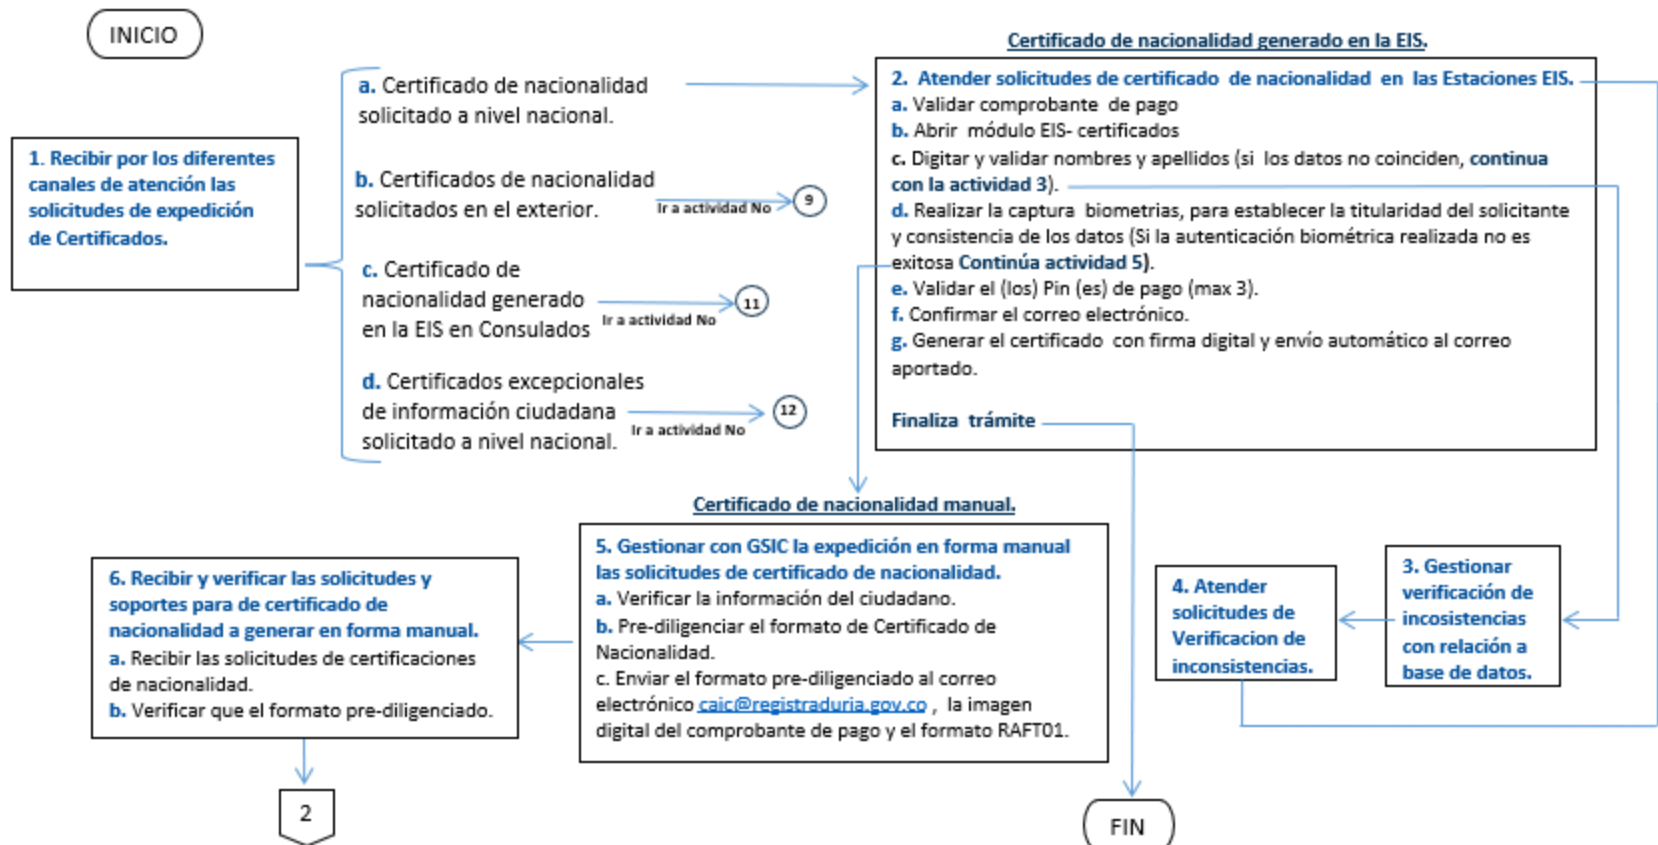 INICIO
1. Recibir por los diferentes
canales de atención las
solicitudes de expedición
de Certificados.
a. Certificado de nacionalidad
solicitado a nivel nacional.
b. Certificados de nacionalidad
solicitados en el exterior.
Ir a actividad No
9
c. Certificado de
nacionalidad generado
en la EIS en Consulados
Ir a actividad No
11
d. Certificados excepcionales
de información ciudadana
solicitado a nivel nacional.
Ir a actividad No
12
Certificado de nacionalidad generado en la EIS.
2. Atender solicitudes de certificado de nacionalidad en las Estaciones EIS.
a. Validar comprobante de pago
b. Abrir módulo EIS- certificados
c. Digitar y validar nombres y apellidos (si los datos no coinciden, continua
con la actividad 3).
d. Realizar la captura biometrias, para establecer la titularidad del solicitante
y consistencia de los datos (Si la autenticación biométrica realizada no es
exitosa Continúa actividad 5).
e. Validar el (los) Pin (es) de pago (max 3).
f. Confirmar el correo electrónico.
g. Generar el certificado con firma digital y envío automático al correo
aportado.
Finaliza trámite
Certificado de nacionalidad manual.
5. Gestionar con GSIC la expedición en forma manual
las solicitudes de certificado de nacionalidad.
a. Verificar la información del ciudadano.
b. Pre-diligenciar el formato de Certificado de
Nacionalidad.
c. Enviar el formato pre-diligenciado al correo
electrónico caic@registraduria.gov.co , la imagen
digital del comprobante de pago y el formato RAFT01.
3. Gestionar
verificación de
incosistencias
con relación a
base de datos.
4. Atender
solicitudes de
Verificacion de
inconsistencias.
6. Recibir y verificar las solicitudes y
soportes para de certificado de
nacionalidad a generar en forma manual.
a. Recibir las solicitudes de certificaciones
de nacionalidad.
b. Verificar que el formato pre-diligenciado.
2
FIN